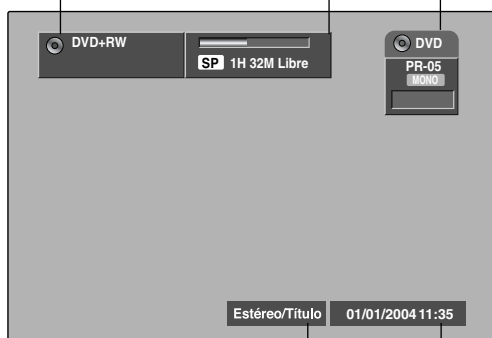 DVD+RW
SP 1H 32M Libre
DVD
PR-05
MONO
Estéreo/Título
01/01/2004 11:35